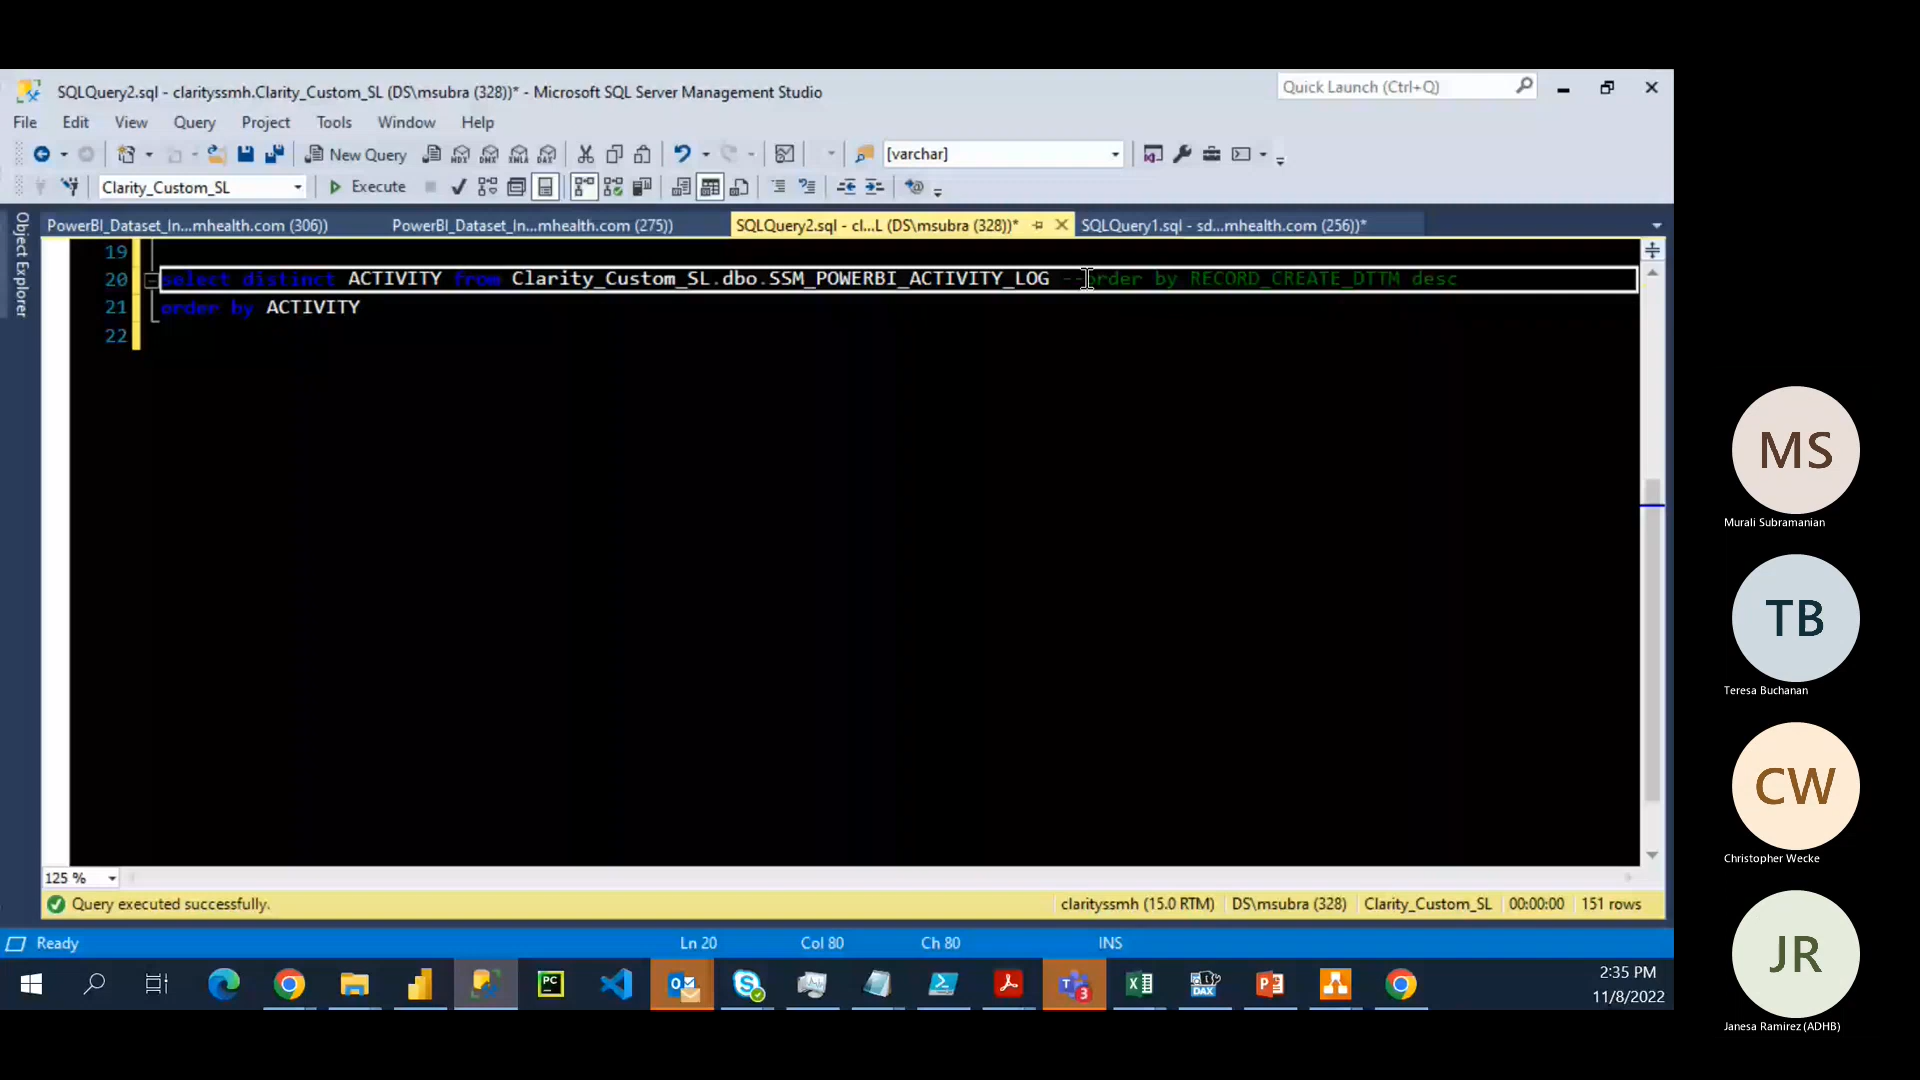 SQLQuery2.sql - clarityssmh.Clarity_Custom_SL (DS\msubra (328))* - Microsoft SQL Server Management Studio
Quick Launch (Ctrl+Q)
File Edit View Query Project Tools Window Help
New Query
[varchar]
Clarity_Custom_SL
Execute
Object Explorer
PowerBI_Dataset_In...mhealth.com (306))
PowerBI_Dataset_In...mhealth.com (275))
SQLQuery2.sql - cl...L (DS\msubra (328))*
SQLQuery1.sql - sd...mhealth.com (256))*
19
20 select distinct ACTIVITY from Clarity_Custom_SL.dbo.SSM_POWERBI_ACTIVITY_LOG --order by RECORD_CREATE_DTTM desc
21 order by ACTIVITY
22
125 %
Query executed successfully.
clarityssmh (15.0 RTM) DS\msubra (328) Clarity_Custom_SL 00:00:00 151 rows
Ready Ln 20 Col 80 Ch 80 INS
2:35 PM
11/8/2022
MS
Murali Subramanian
TB
Teresa Buchanan
CW
Christopher Wecke
JR
Janesa Ramirez (ADHB)